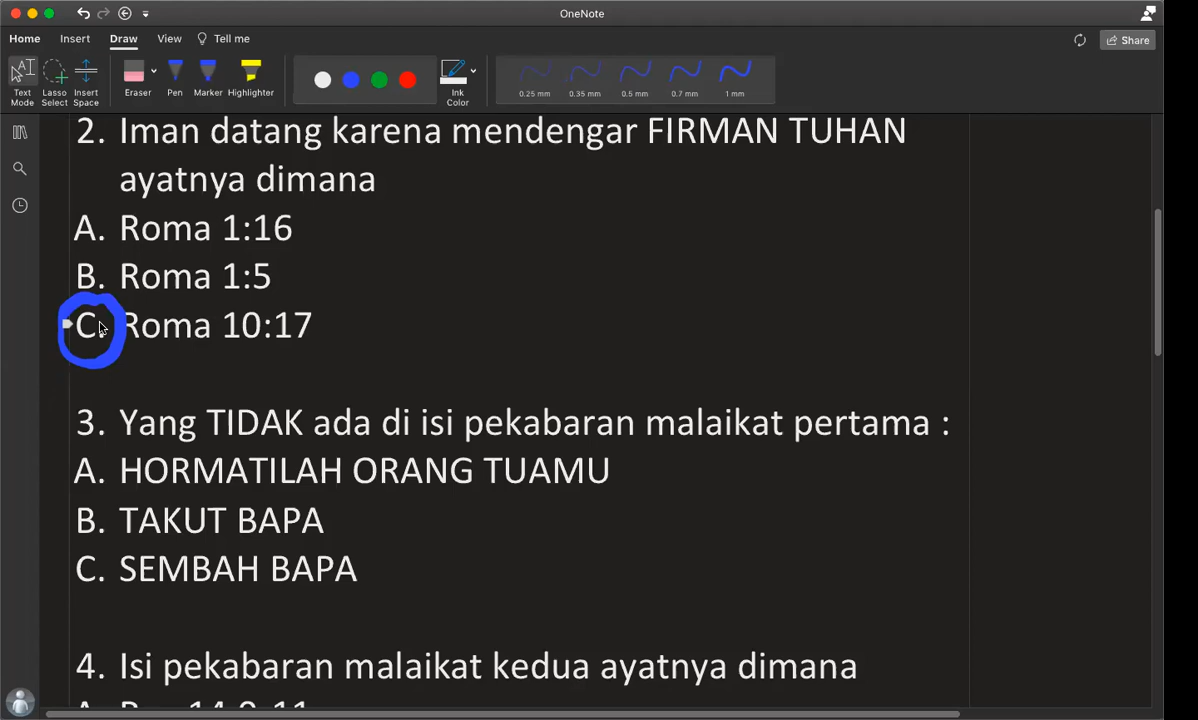 OneNote
Home Insert Draw View Tell me
Share
Text Mode
Lasso Select
Insert Space
Eraser
Pen
Marker
Highlighter
Ink Color
0.25 mm
0.35 mm
0.5 mm
0.7 mm
1 mm
2. Iman datang karena mendengar FIRMAN TUHAN
ayatnya dimana
A. Roma 1:16
B. Roma 1:5
C. Roma 10:17
3. Yang TIDAK ada di isi pekabaran malaikat pertama :
A. HORMATILAH ORANG TUAMU
B. TAKUT BAPA
C. SEMBAH BAPA
4. Isi pekabaran malaikat kedua ayatnya dimana